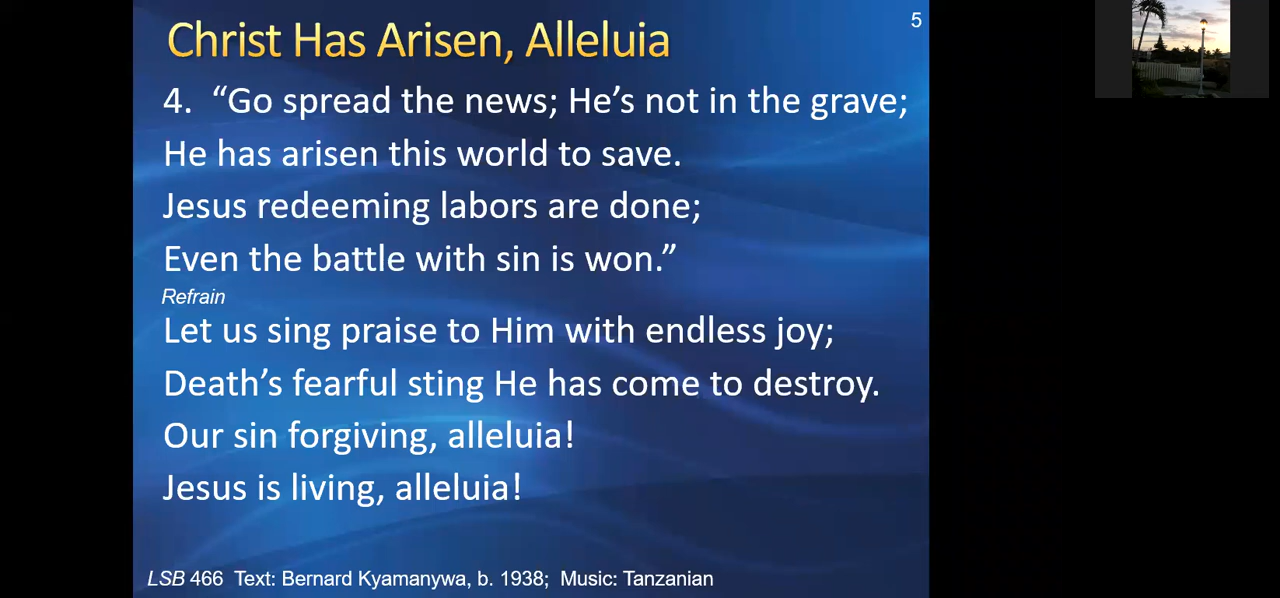 Christ Has Arisen, Alleluia
5
4. “Go spread the news; He’s not in the grave;
He has arisen this world to save.
Jesus redeeming labors are done;
Even the battle with sin is won.”
Refrain
Let us sing praise to Him with endless joy;
Death’s fearful sting He has come to destroy.
Our sin forgiving, alleluia!
Jesus is living, alleluia!
LSB 466 Text: Bernard Kyamanywa, b. 1938; Music: Tanzanian